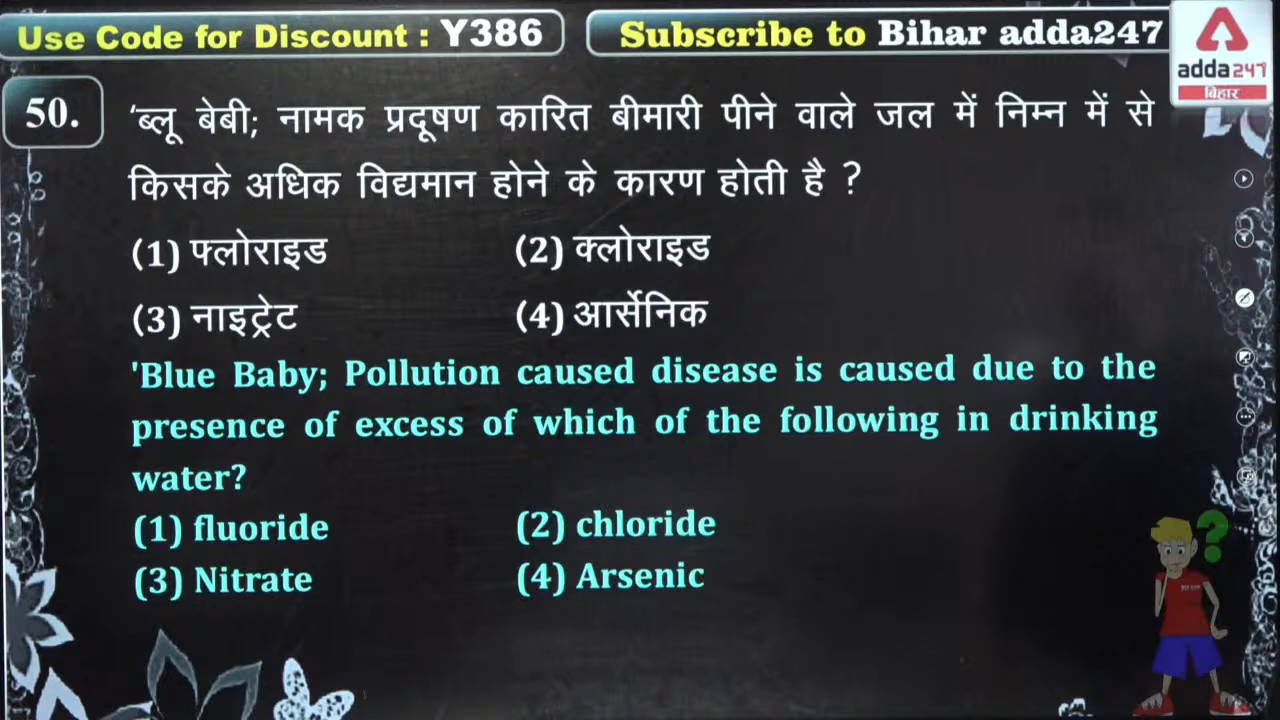 Use Code for Discount : Y386
Subscribe to Bihar adda247
adda247
बिहार
50.
'ब्लू बेबी; नामक प्रदूषण कारित बीमारी पीने वाले जल में निम्न में से
किसके अधिक विद्यमान होने के कारण होती है ?
(1) फ्लोराइड (2) क्लोराइड
(3) नाइट्रेट (4) आर्सेनिक
'Blue Baby; Pollution caused disease is caused due to the
presence of excess of which of the following in drinking
water?
(1) fluoride (2) chloride
(3) Nitrate (4) Arsenic